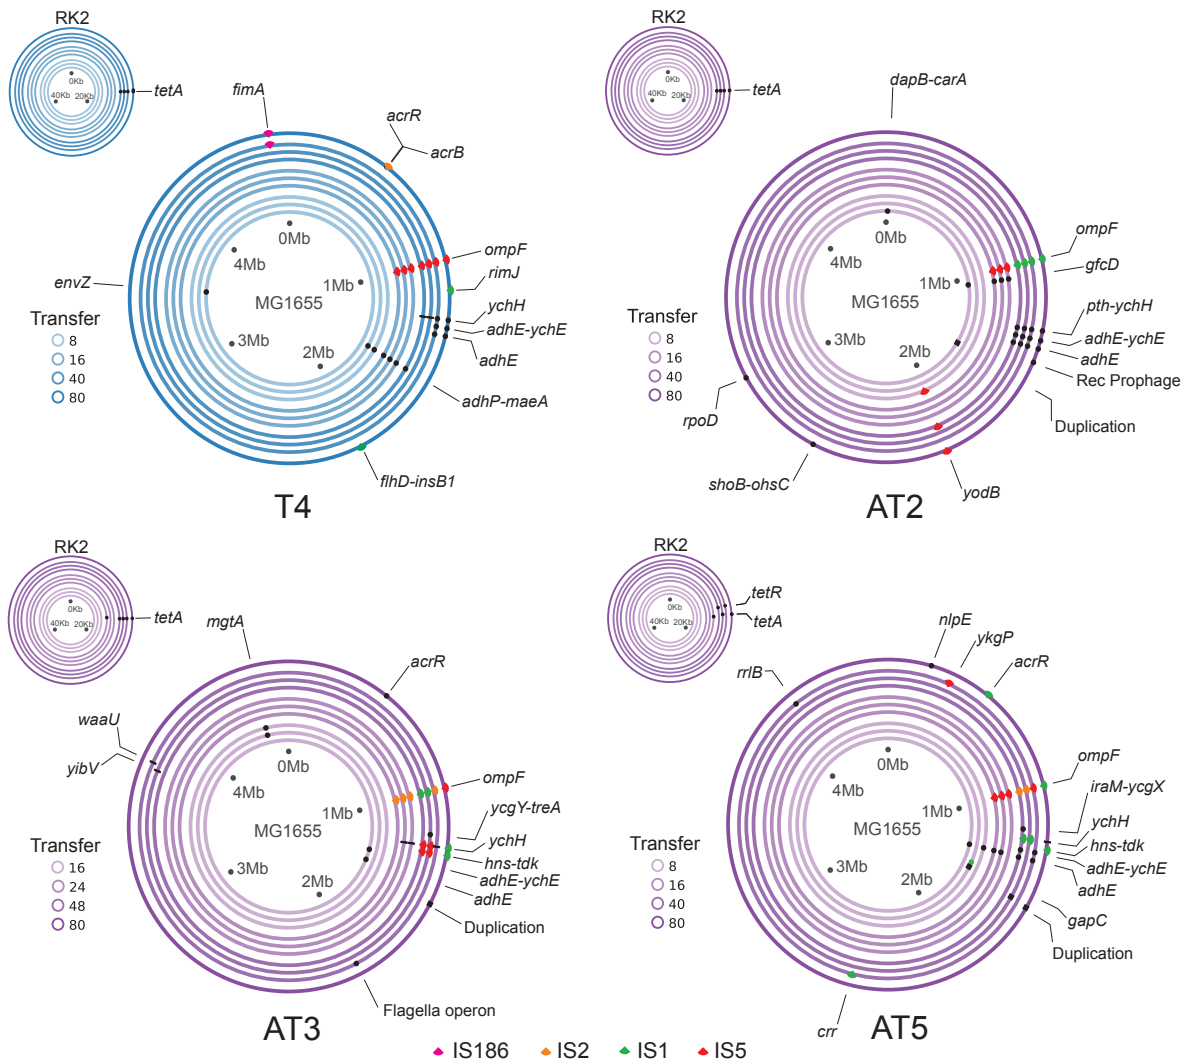 RK2
0Kb
40Kb 20Kb
tetA
fimA
acrR
acrB
0Mb
4Mb
1Mb
MG1655
3Mb
2Mb
envZ
ompF
rimJ
ychH
adhE-ychE
adhE
adhP-maeA
flhD-insB1
Transfer
8
16
40
80
T4
RK2
0Kb
40Kb 20Kb
tetA
dapB-carA
0Mb
4Mb
1Mb
MG1655
3Mb
2Mb
ompF
gfcD
pth-ychH
adhE-ychE
adhE
Rec Prophage
Duplication
yodB
shoB-ohsC
rpoD
Transfer
8
16
40
80
AT2
RK2
0Kb
40Kb 20Kb
tetA
mgtA
acrR
waaU
yibV
0Mb
4Mb
1Mb
MG1655
3Mb
2Mb
ompF
ycgY-treA
ychH
hns-tdk
adhE-ychE
adhE
Duplication
Flagella operon
Transfer
16
24
48
80
AT3
RK2
0Kb
40Kb 20Kb
tetR
tetA
nlpE
ykgP
acrR
rrlB
0Mb
4Mb
1Mb
MG1655
3Mb
2Mb
ompF
iraM-ycgX
ychH
hns-tdk
adhE-ychE
adhE
gapC
Duplication
crr
Transfer
8
16
40
80
AT5
IS186 IS2 IS1 IS5